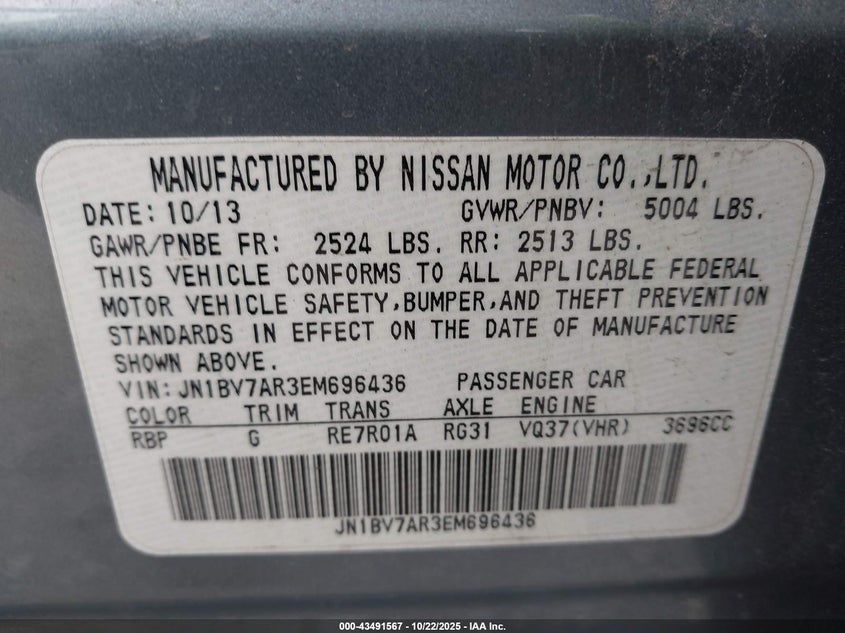 MANUFACTURED BY NISSAN MOTOR CO.,LTD.
DATE: 10/13 GVWR/PNBV: 5004 LBS.
GAWR/PNBE FR: 2524 LBS. RR: 2513 LBS.
THIS VEHICLE CONFORMS TO ALL APPLICABLE FEDERAL
MOTOR VEHICLE SAFETY,BUMPER,AND THEFT PREVENTION
STANDARDS IN EFFECT ON THE DATE OF MANUFACTURE
SHOWN ABOVE.
VIN: JN1BV7AR3EM696436 PASSENGER CAR
COLOR TRIM TRANS AXLE ENGINE
RBP G RE7R01A RG31 VQ37(VHR) 3696CC
JN1BV7AR3EM696436
000-43491567 - 10/22/2025 - IAA Inc.